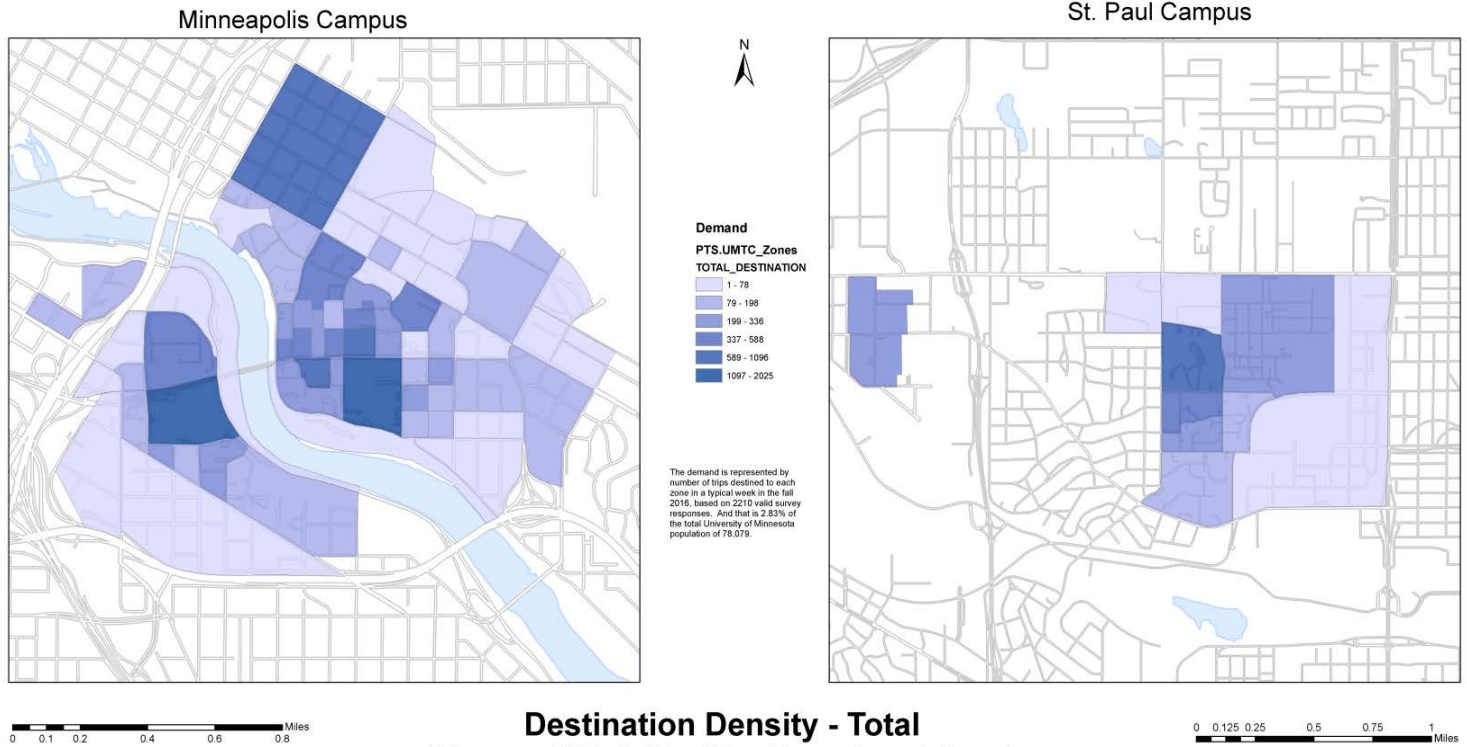 Minneapolis Campus
St. Paul Campus
N
Demand
PTS.UMTC_Zones
TOTAL_DESTINATION
1 - 78
79 - 198
199 - 336
337 - 588
589 - 1096
1097 - 2025
The demand is represented by
number of trips destined to each
zone in a typical week in the fall
2016, based on 2210 valid survey
responses. And that is 2.83% of
the total University of Minnesota
population of 78,079.
Destination Density - Total
Miles
0 0.1 0.2 0.4 0.6 0.8
0 0.125 0.25 0.5 0.75 1
Miles